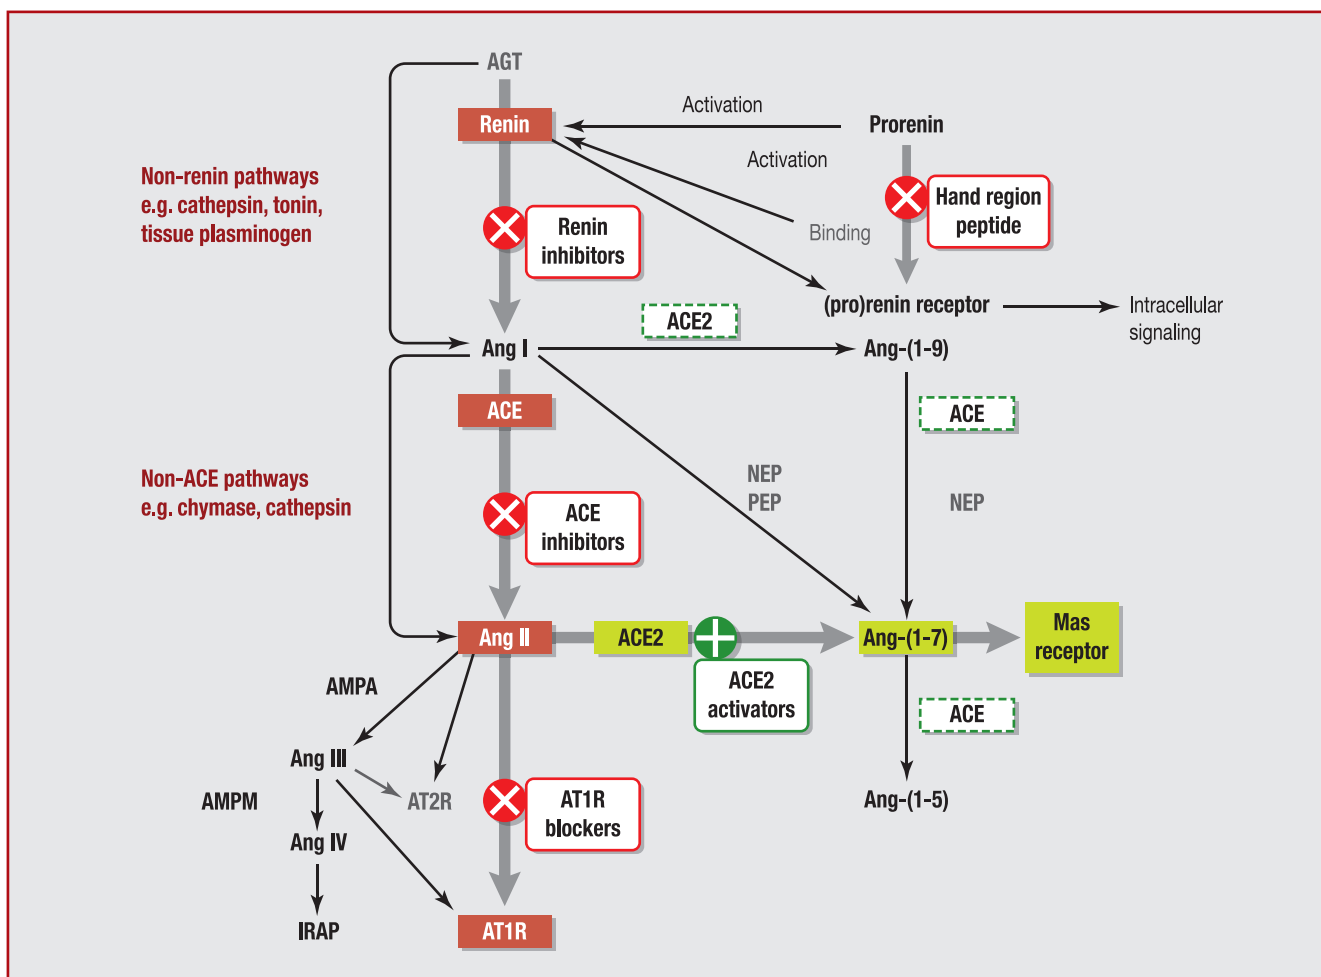 AGT
Activation
Renin
Prorenin
Activation
Non-renin pathways
e.g. cathepsin, tonin,
tissue plasminogen
Hand region
peptide
Renin
inhibitors
Binding
(pro)renin receptor
Intracellular
signaling
ACE2
Ang I
Ang-(1-9)
ACE
ACE
Non-ACE pathways
e.g. chymase, cathepsin
NEP
PEP
NEP
ACE
inhibitors
Ang II
ACE2
Ang-(1-7)
Mas
receptor
ACE2
activators
AMPA
ACE
Ang III
AT2R
AMPM
AT1R
blockers
Ang-(1-5)
Ang IV
IRAP
AT1R